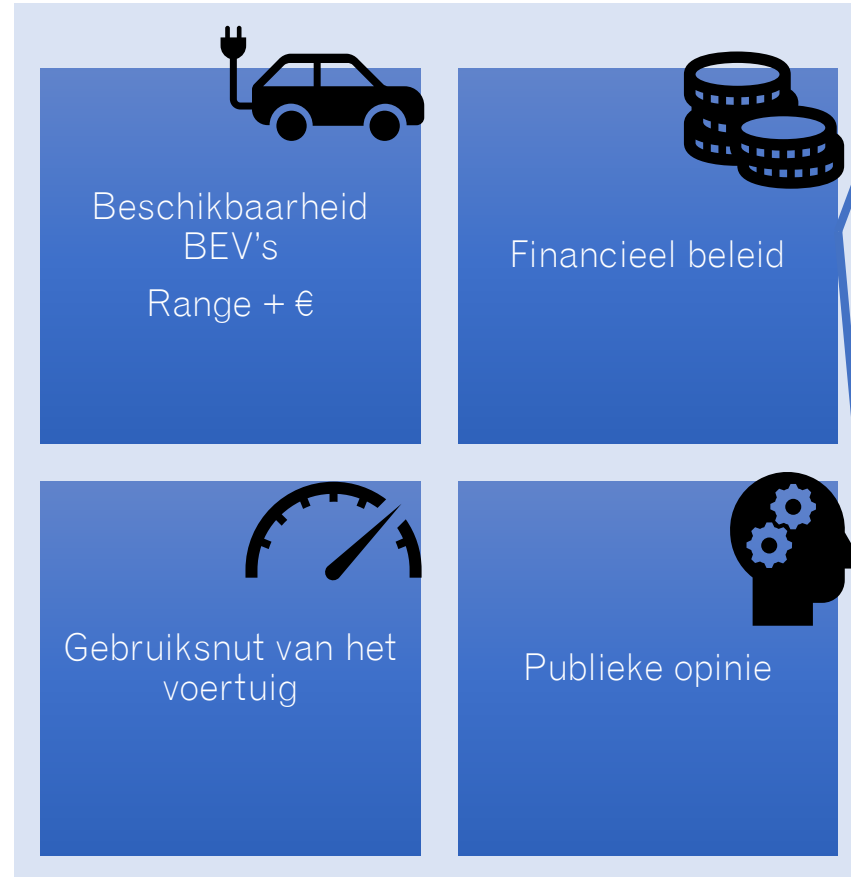 Beschikbaarheid
BEV’s
Range + €
Financieel beleid
Gebruiksnut van het
voertuig
Publieke opinie